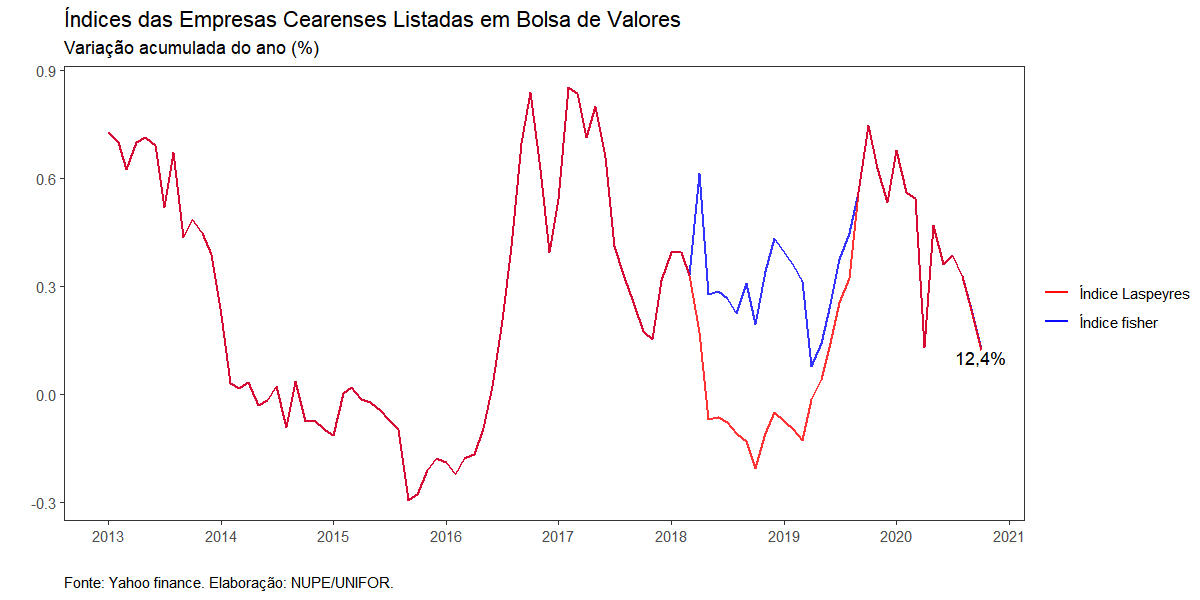 Índices das Empresas Cearenses Listadas em Bolsa de Valores
Variação acumulada do ano (%)
0.9
0.6
0.3
0.0
-0.3
12,4%
2013 2014 2015 2016 2017 2018 2019 2020 2021
Índice Laspeyres
Índice fisher
Fonte: Yahoo finance. Elaboração: NUPE/UNIFOR.